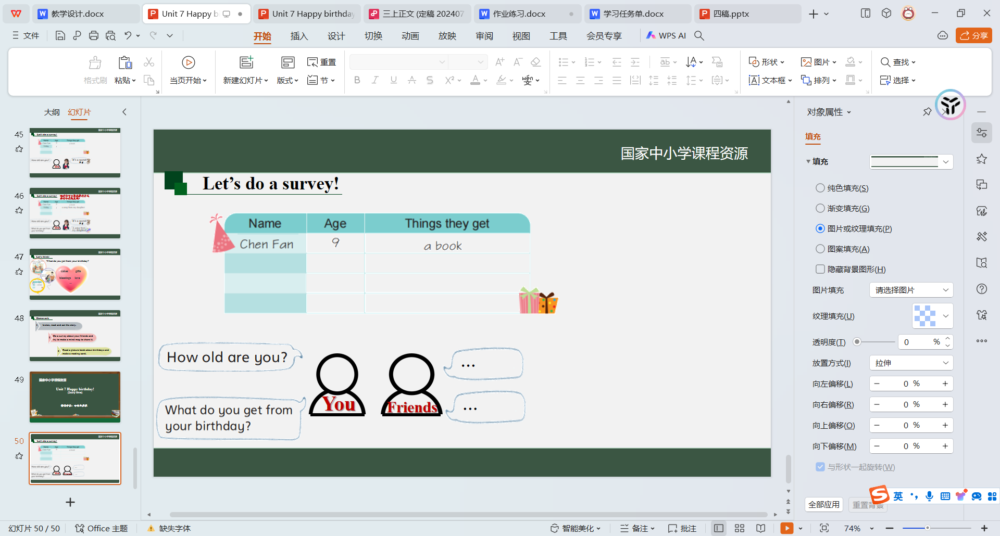 教学设计.docx
Unit 7 Happy b
Unit 7 Happy birthday
三上正文 (定稿 202407
作业练习.docx
学习任务单.docx
四稿.pptx
文件
开始 插入 设计 切换 动画 放映 审阅 视图 工具 会员专享 WPS AI
分享
格式刷 粘贴 当页开始 新建幻灯片 版式 重置 节
形状 图片 文本框 排列 查找 选择
大纲 幻灯片
45
46
47
48
49
50
国家中小学课程资源
Let's do a survey!
Name Age Things they get
Chen Fan 9 a book
How old are you?
...
What do you get from
your birthday?
You
Friends
...
对象属性
填充
填充
纯色填充(S)
渐变填充(G)
图片或纹理填充(P)
图案填充(A)
隐藏背景图形(H)
图片填充 请选择图片
纹理填充(U)
透明度(T) 0 %
放置方式(I) 拉伸
向左偏移(L) − 0 % +
向右偏移(R) − 0 % +
向上偏移(O) − 0 % +
向下偏移(M) − 0 % +
与形状一起旋转(W)
全部应用 重置背景
英
幻灯片 50 / 50 Office 主题 缺失字体
智能美化 备注 批注 74%